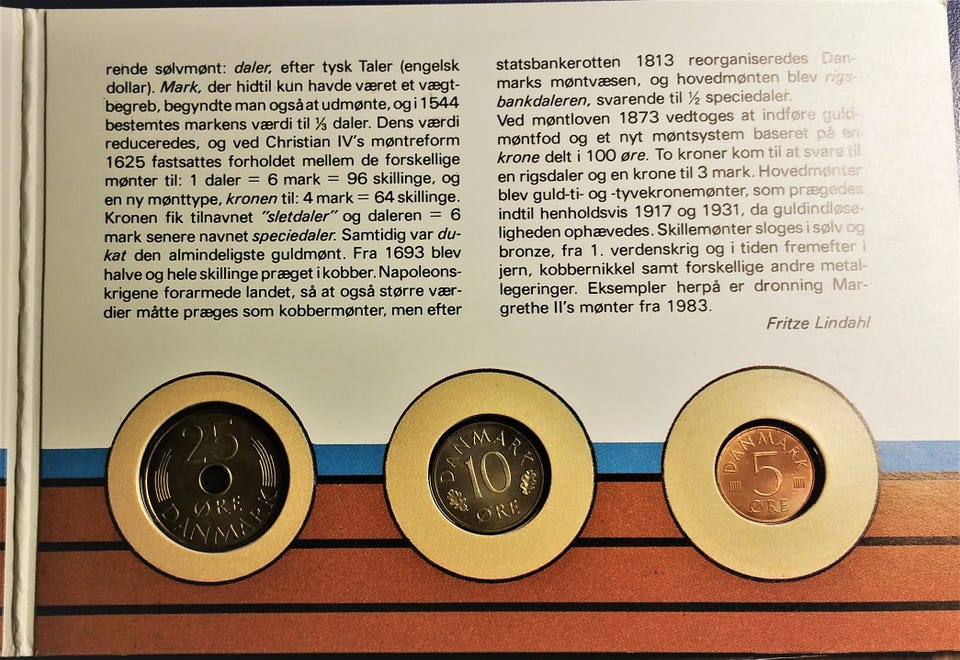 rende sølvmønt: daler, efter tysk Taler (engelsk
dollar). Mark, der hidtil kun havde været et vægt-
begreb, begyndte man også at udmønte, og i 1544
bestemtes markens værdi til ⅓ daler. Dens værdi
reduceredes, og ved Christian IV's møntreform
1625 fastsattes forholdet mellem de forskellige
mønter til: 1 daler = 6 mark = 96 skillinge, og
en ny mønttype, kronen til: 4 mark = 64 skillinge.
Kronen fik tilnavnet "sletdaler" og daleren = 6
mark senere navnet speciedaler. Samtidig var du-
kat den almindeligste guldmønt. Fra 1693 blev
halve og hele skillinge præget i kobber. Napoleons-
krigene forarmede landet, så at også større vær-
dier måtte præges som kobbermønter, men efter
statsbankerotten 1813 reorganiseredes Dan-
marks møntvæsen, og hovedmønten blev rigs-
bankdaleren, svarende til ½ speciedaler.
Ved møntloven 1873 vedtoges at indføre guld-
møntfod og et nyt møntsystem baseret på en
krone delt i 100 øre. To kroner kom til at svare til
en rigsdaler og en krone til 3 mark. Hovedmønter
blev guld-ti- og -tyvekronemønter, som prægedes
indtil henholdsvis 1917 og 1931, da guldindløse-
ligheden ophævedes. Skillemønter sloges i sølv og
bronze, fra 1. verdenskrig og i tiden fremefter i
jern, kobbernikkel samt forskellige andre metal-
legeringer. Eksempler herpå er dronning Mar-
grethe II's mønter fra 1983.
Fritze Lindahl
25
ØRE
DANMARK
DANMARK
10
ØRE
DANMARK
5
ØRE